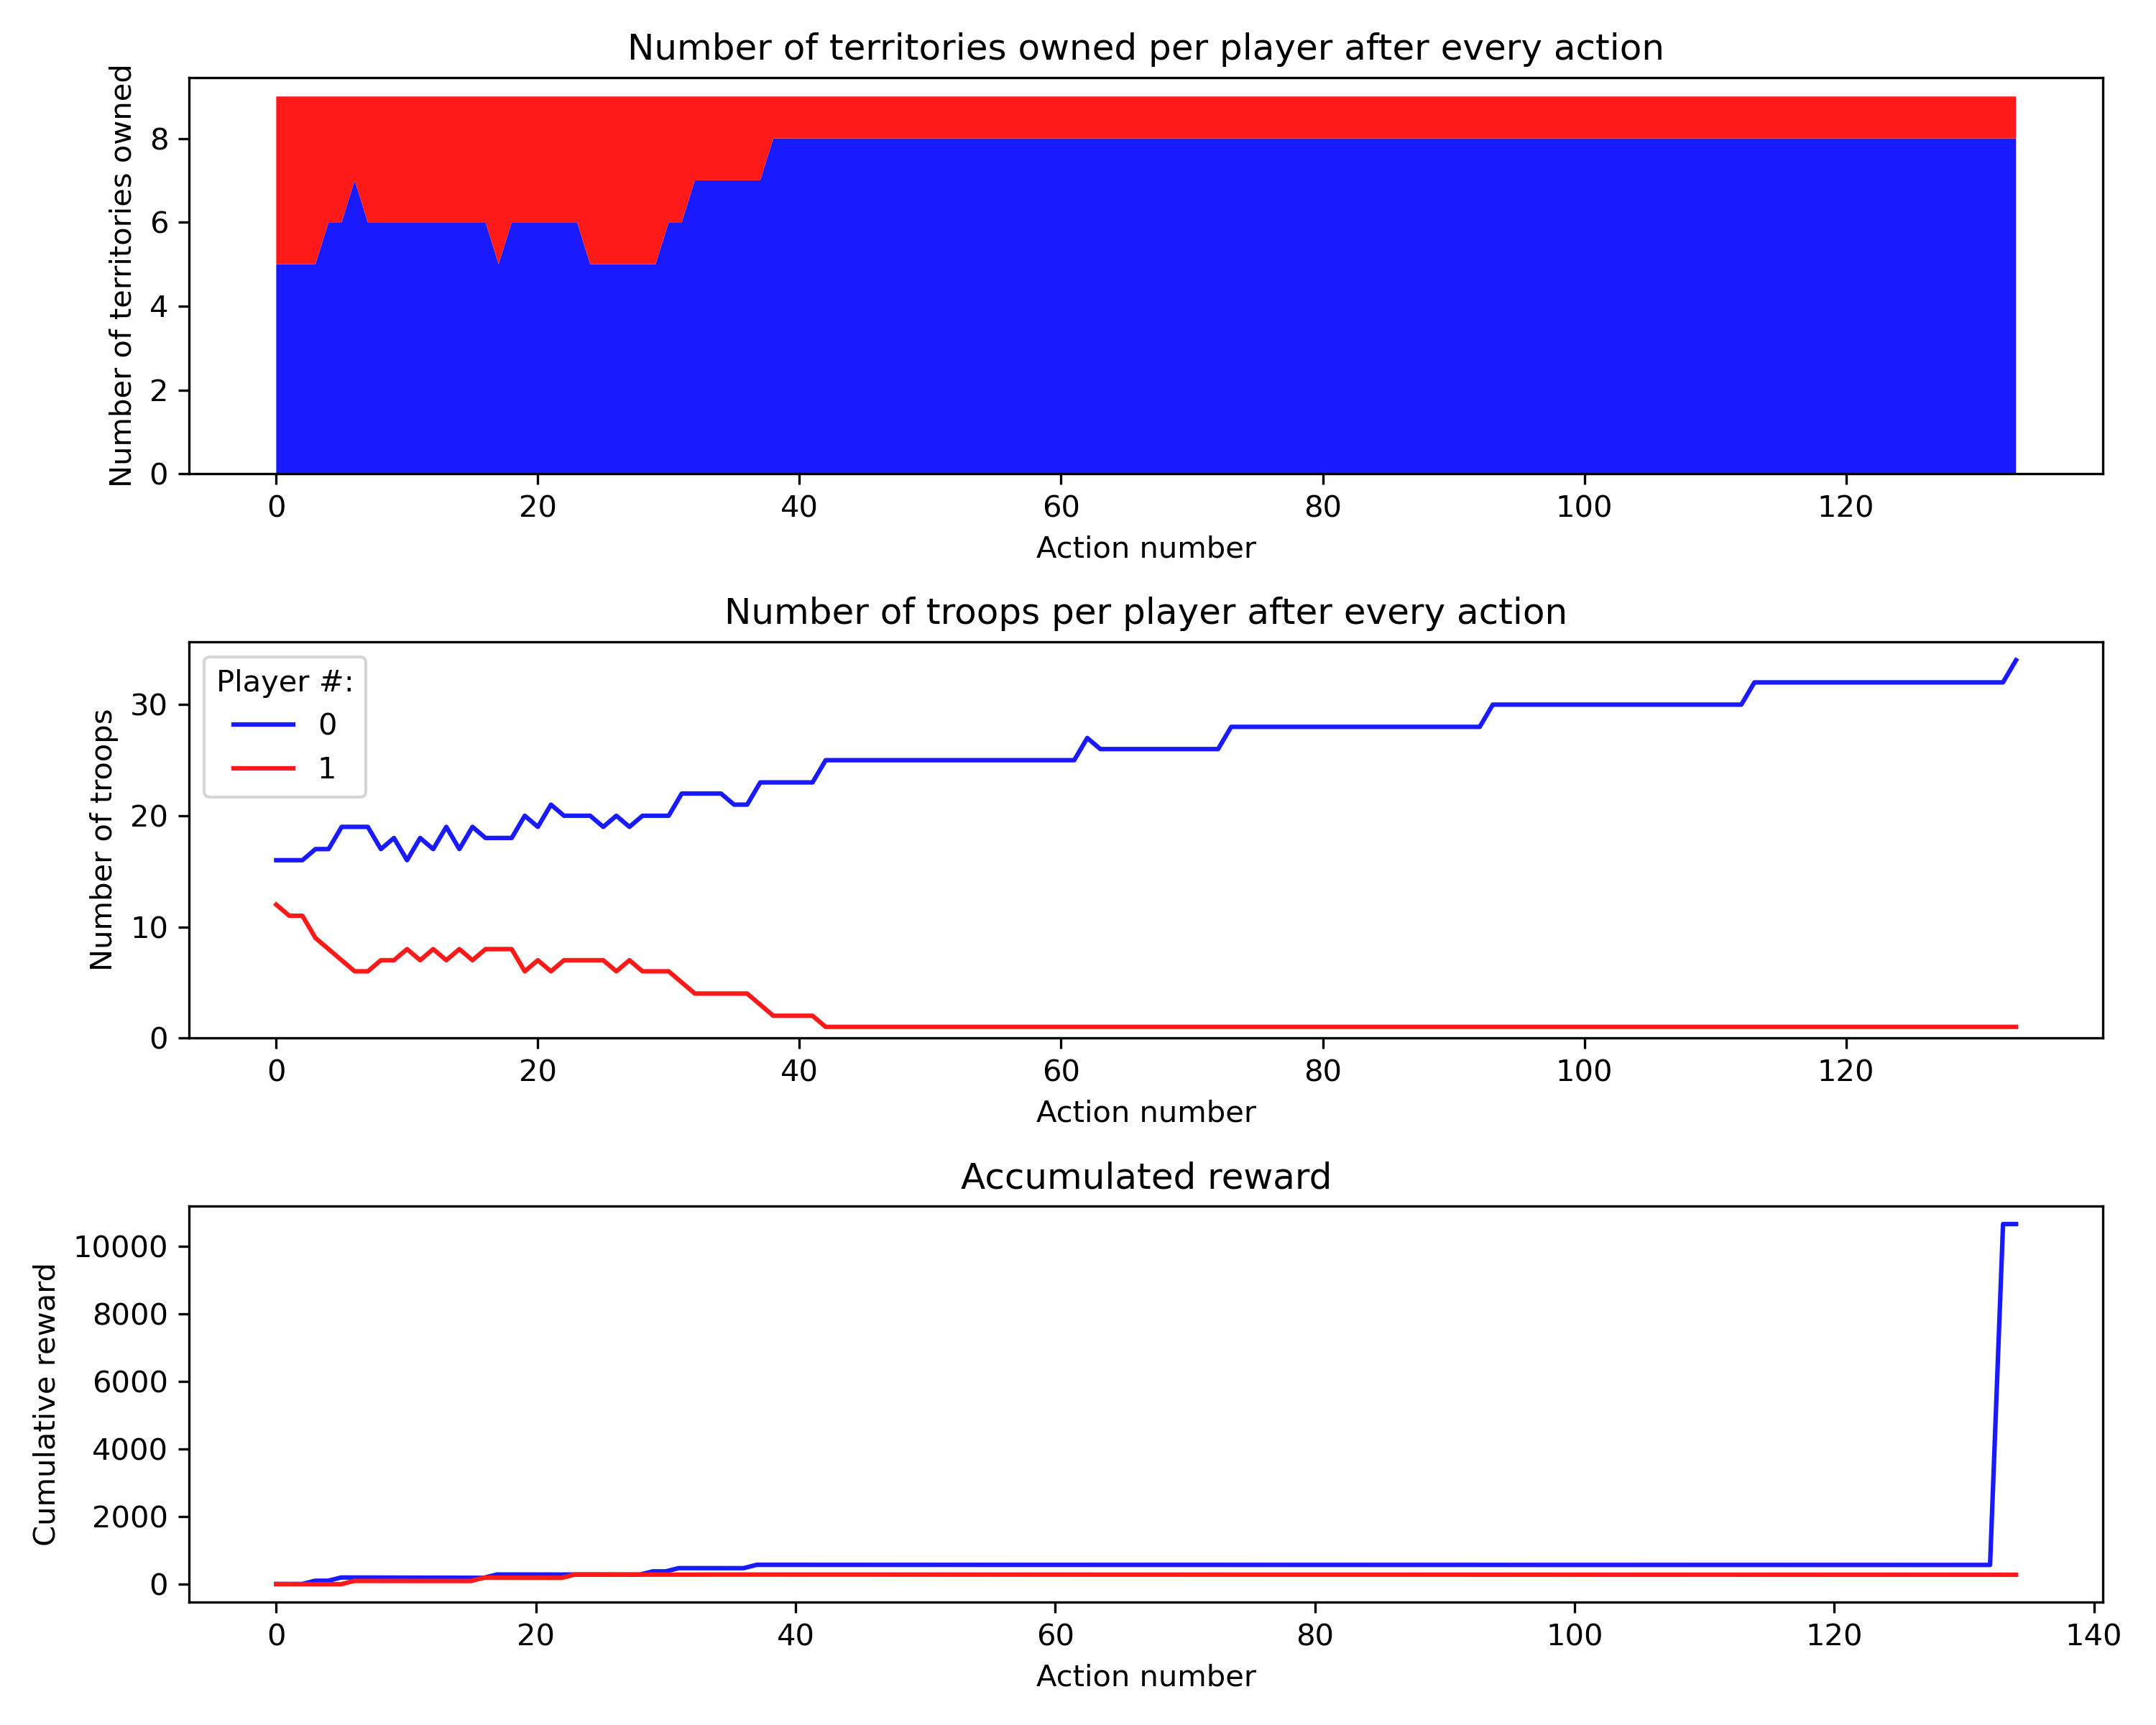 Number of territories owned per player after every action
Number of territories owned
8
6
4
2
0
0 20 40 60 80 100 120
Action number
Number of troops per player after every action
Number of troops
30
20
10
0
Player #:
0
1
0 20 40 60 80 100 120
Action number
Accumulated reward
Cumulative reward
10000
8000
6000
4000
2000
0
0 20 40 60 80 100 120 140
Action number